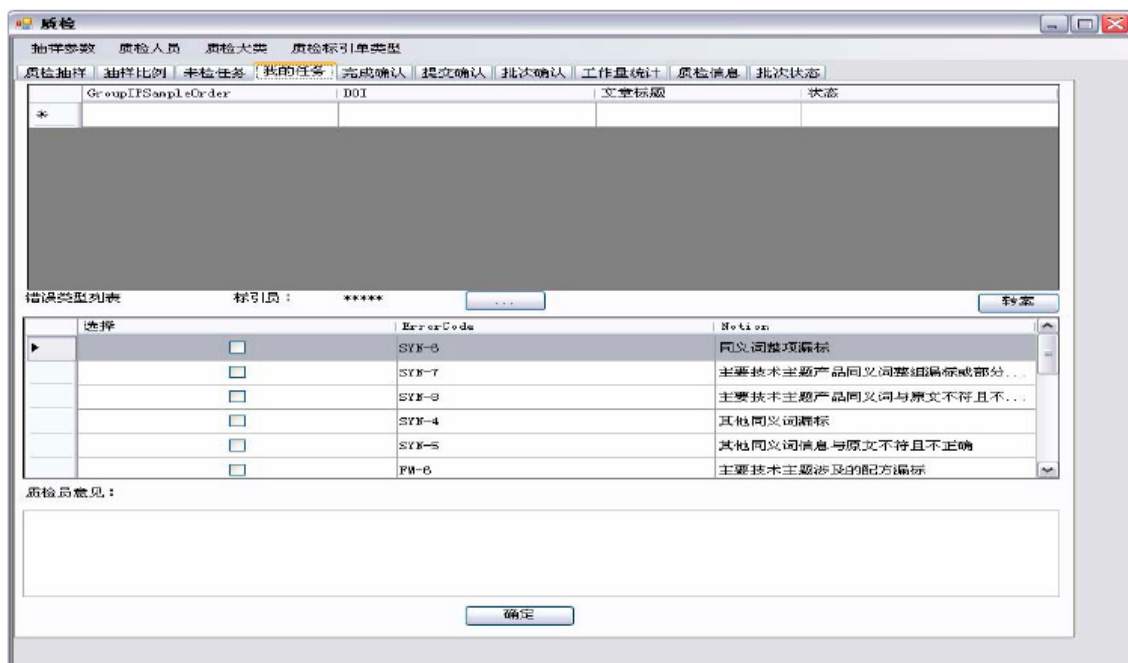 质检
抽样参数 质检人员 质检大类 质检标引单类型
质检抽样 抽样比例 未检任务 我的任务 完成确认 提交确认 批次确认 工作量统计 质检信息 批次状态
GroupIPSampleOrder DOI 文章标题 状态
*
错误类型列表 标引员： ***** ... 转案
选择 ErrorCode Notion
SYN-6 同义词整项漏标
SYN-7 主要技术主题产品同义词整组漏标或部分...
SYN-8 主要技术主题产品同义词与原文不符且不...
SYN-4 其他同义词漏标
SYN-5 其他同义词信息与原文不符且不正确
FM-6 主要技术主题涉及的配方漏标
质检员意见：
确定